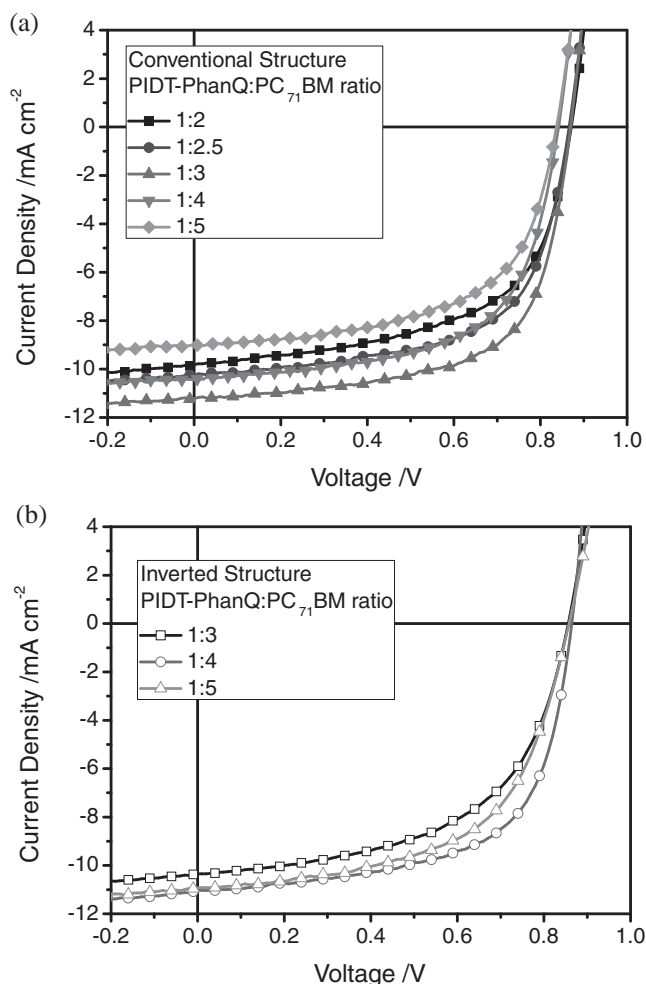 (a)
Conventional Structure
PIDT-PhanQ:PC71BM ratio
1:2
1:2.5
1:3
1:4
1:5
4
2
0
-2
-4
-6
-8
-10
-12
Current Density /mA cm-2
-0.2 0.0 0.2 0.4 0.6 0.8 1.0
Voltage /V
(b)
Inverted Structure
PIDT-PhanQ:PC71BM ratio
1:3
1:4
1:5
4
2
0
-2
-4
-6
-8
-10
-12
Current Density /mA cm-2
-0.2 0.0 0.2 0.4 0.6 0.8 1.0
Voltage /V